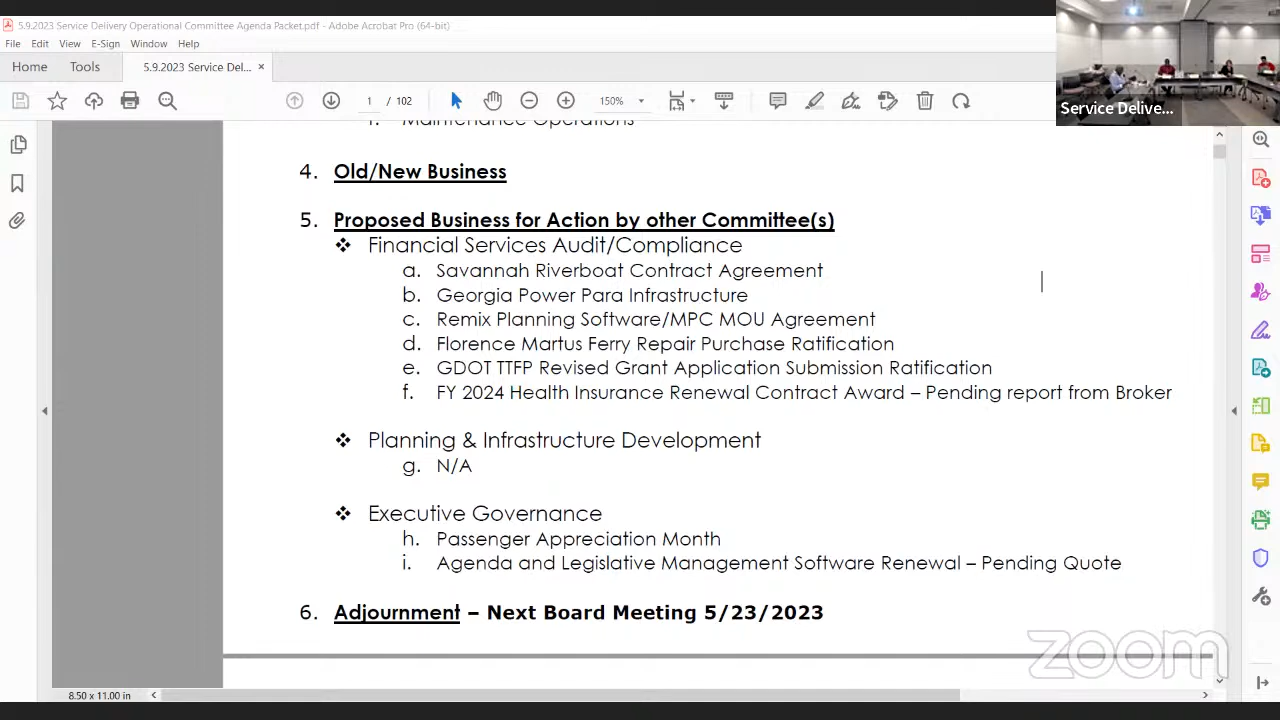 5.9.2023 Service Delivery Operational Committee Agenda Packet.pdf - Adobe Acrobat Pro (64-bit)
File Edit View E-Sign Window Help
Home Tools 5.9.2023 Service Del... ×
1 / 102 150%
Service Delive...
f. Maintenance Operations
4. Old/New Business
5. Proposed Business for Action by other Committee(s)
❖ Financial Services Audit/Compliance
a. Savannah Riverboat Contract Agreement
b. Georgia Power Para Infrastructure
c. Remix Planning Software/MPC MOU Agreement
d. Florence Martus Ferry Repair Purchase Ratification
e. GDOT TTFP Revised Grant Application Submission Ratification
f. FY 2024 Health Insurance Renewal Contract Award – Pending report from Broker
❖ Planning & Infrastructure Development
g. N/A
❖ Executive Governance
h. Passenger Appreciation Month
i. Agenda and Legislative Management Software Renewal – Pending Quote
6. Adjournment – Next Board Meeting 5/23/2023
zoom
8.50 x 11.00 in